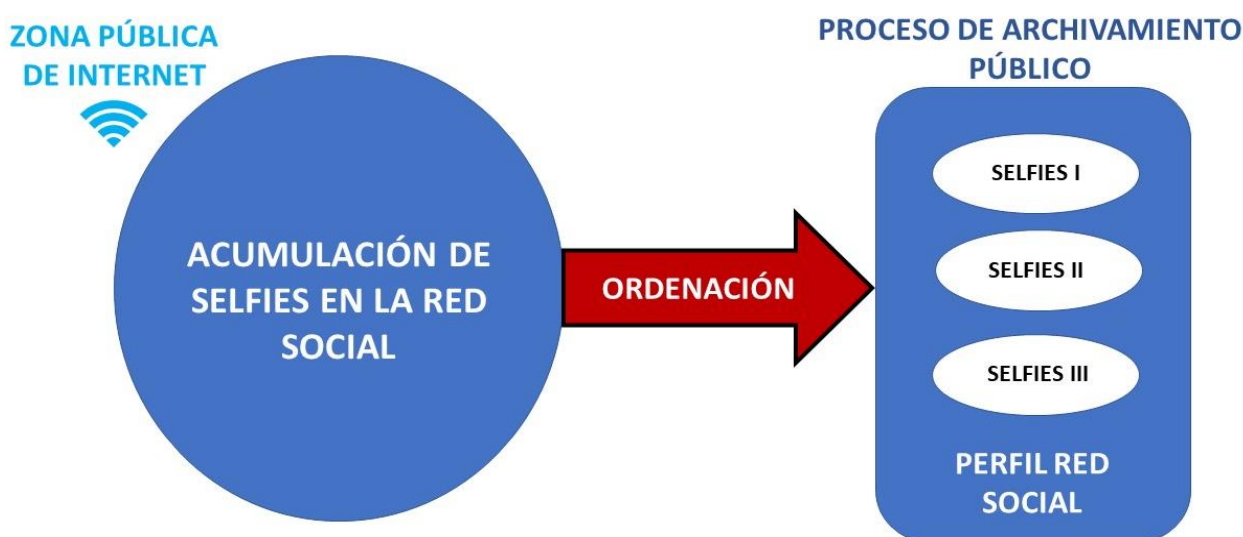 ZONA PÚBLICA
DE INTERNET
ACUMULACIÓN DE
SELFIES EN LA RED
SOCIAL
ORDENACIÓN
PROCESO DE ARCHIVAMIENTO
PÚBLICO
SELFIES I
SELFIES II
SELFIES III
PERFIL RED
SOCIAL